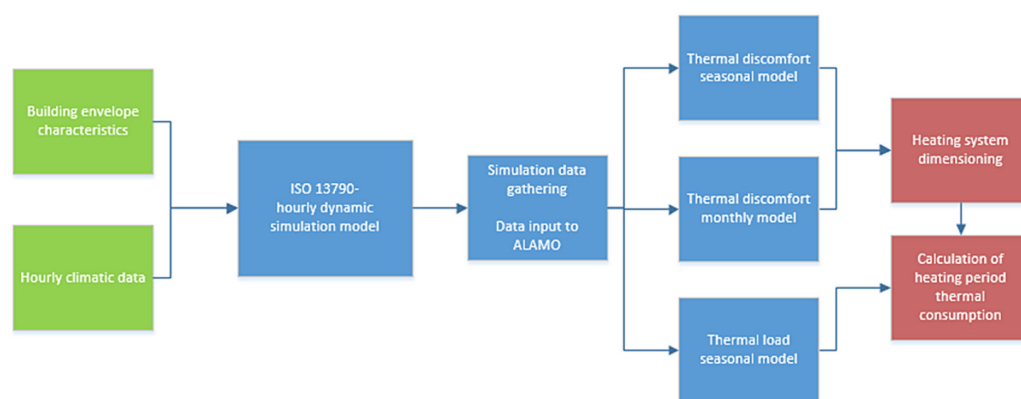 Building envelope
characteristics
Hourly climatic data
ISO 13790-
hourly dynamic
simulation model
Simulation data
gathering
Data input to
ALAMO
Thermal discomfort
seasonal model
Thermal discomfort
monthly model
Thermal load
seasonal model
Heating system
dimensioning
Calculation of
heating period
thermal
consumption